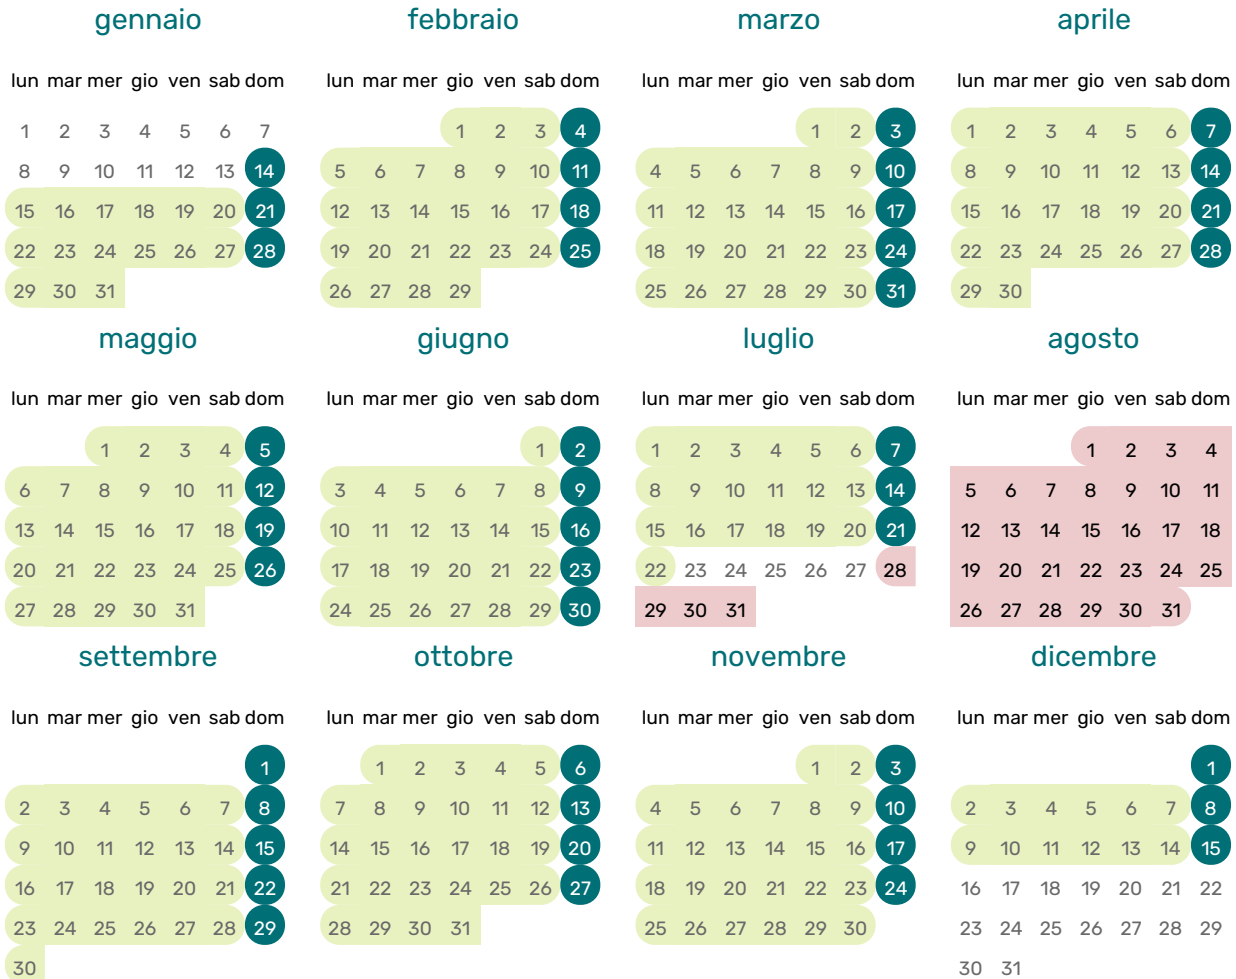 gennaio febbraio marzo aprile
lun mar mer gio ven sab dom lun mar mer gio ven sab dom lun mar mer gio ven sab dom lun mar mer gio ven sab dom
1 2 3 4 5 6 7 1 2 3 4 1 2 3 1 2 3 4 5 6 7
8 9 10 11 12 13 14 5 6 7 8 9 10 11 4 5 6 7 8 9 10 8 9 10 11 12 13 14
15 16 17 18 19 20 21 12 13 14 15 16 17 18 11 12 13 14 15 16 17 15 16 17 18 19 20 21
22 23 24 25 26 27 28 19 20 21 22 23 24 25 18 19 20 21 22 23 24 22 23 24 25 26 27 28
29 30 31 26 27 28 29 25 26 27 28 29 30 31 29 30
maggio giugno luglio agosto
lun mar mer gio ven sab dom lun mar mer gio ven sab dom lun mar mer gio ven sab dom lun mar mer gio ven sab dom
1 2 3 4 5 1 2 1 2 3 4 5 6 7 1 2 3 4
6 7 8 9 10 11 12 3 4 5 6 7 8 9 8 9 10 11 12 13 14 5 6 7 8 9 10 11
13 14 15 16 17 18 19 10 11 12 13 14 15 16 15 16 17 18 19 20 21 12 13 14 15 16 17 18
20 21 22 23 24 25 26 17 18 19 20 21 22 23 22 23 24 25 26 27 28 19 20 21 22 23 24 25
27 28 29 30 31 24 25 26 27 28 29 30 29 30 31 26 27 28 29 30 31
settembre ottobre novembre dicembre
lun mar mer gio ven sab dom lun mar mer gio ven sab dom lun mar mer gio ven sab dom lun mar mer gio ven sab dom
1 1 2 3 4 5 6 1 2 3 1
2 3 4 5 6 7 8 7 8 9 10 11 12 13 4 5 6 7 8 9 10 2 3 4 5 6 7 8
9 10 11 12 13 14 15 14 15 16 17 18 19 20 11 12 13 14 15 16 17 9 10 11 12 13 14 15
16 17 18 19 20 21 22 21 22 23 24 25 26 27 18 19 20 21 22 23 24 16 17 18 19 20 21 22
23 24 25 26 27 28 29 28 29 30 31 25 26 27 28 29 30 23 24 25 26 27 28 29
30 30 31